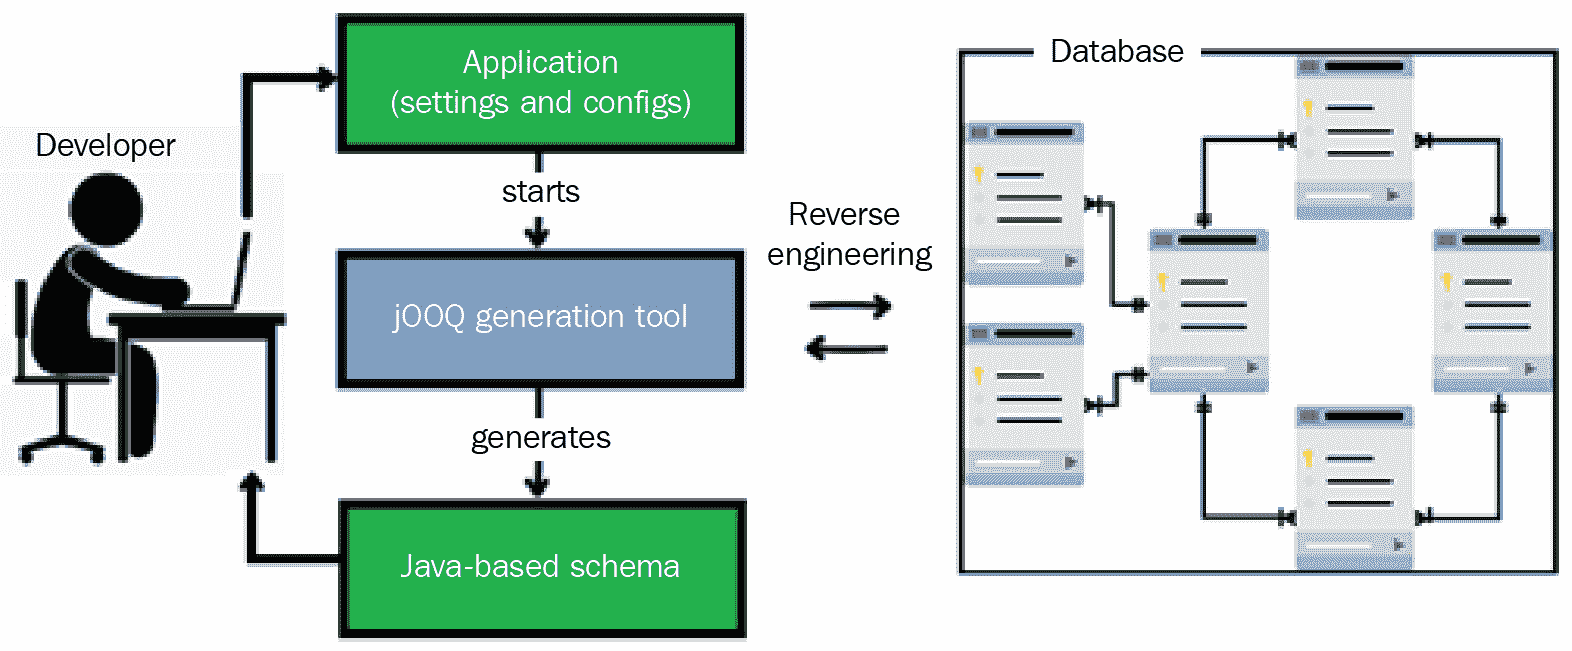 Developer
Application
(settings and configs)
starts
jOOQ generation tool
generates
Java-based schema
Reverse
engineering
Database